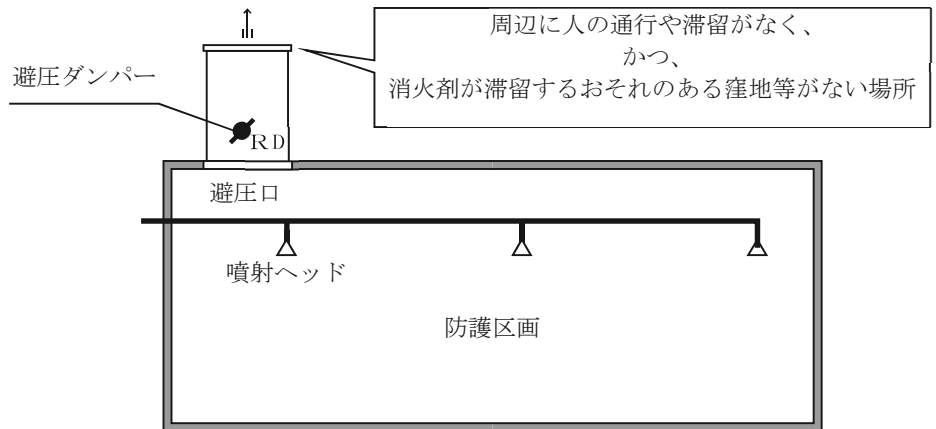 周辺に人の通行や滞留がなく、
かつ、
消火剤が滞留するおそれのある窪地等がない場所
避圧ダンパー
RD
避圧口
噴射ヘッド
防護区画